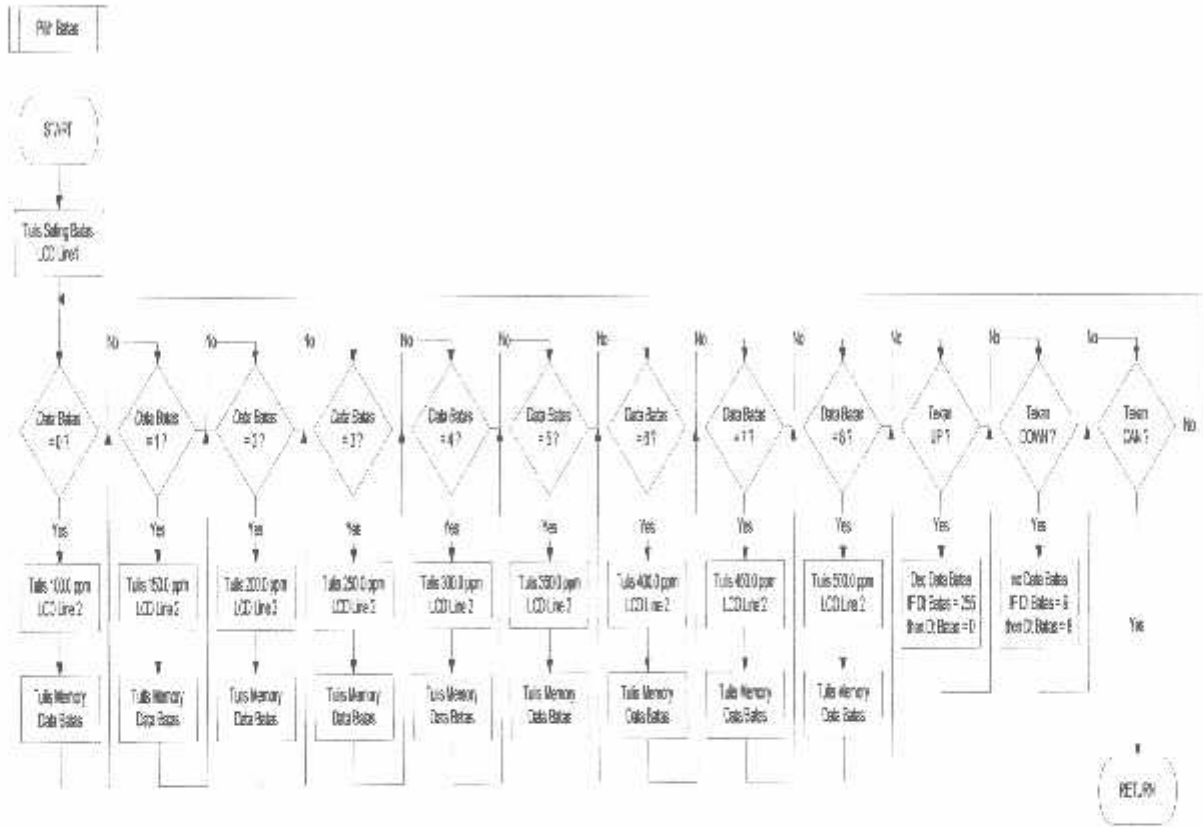 Pilih Batas
START
Tulis Setting Batas
LCD Line1
No
No
No
No
No
No
No
No
No
No
No
Data Batas
=0?
Data Batas
=1?
Data Batas
=2?
Data Batas
=3?
Data Batas
=4?
Data Batas
=5?
Data Batas
=6?
Data Batas
=7?
Data Batas
=8?
Tekan
UP?
Tekan
DOWN?
Tekan
CAN?
No
Yes
Yes
Yes
Yes
Yes
Yes
Yes
Yes
Yes
Yes
Yes
Tulis 100.0 ppm
LCD Line 2
Tulis 150.0 ppm
LCD Line 2
Tulis 200.0 ppm
LCD Line 2
Tulis 250.0 ppm
LCD Line 2
Tulis 300.0 ppm
LCD Line 2
Tulis 350.0 ppm
LCD Line 2
Tulis 400.0 ppm
LCD Line 2
Tulis 450.0 ppm
LCD Line 2
Tulis 500.0 ppm
LCD Line 2
Dec Data Batas
IF Dt Batas = 255
then Dt Batas = 0
Inc Data Batas
IF Dt Batas = 9
then Dt Batas = 8
Yes
Tulis Memory
Data Batas
Tulis Memory
Data Batas
Tulis Memory
Data Batas
Tulis Memory
Data Batas
Tulis Memory
Data Batas
Tulis Memory
Data Batas
Tulis Memory
Data Batas
Tulis Memory
Data Batas
Tulis Memory
Data Batas
RETURN